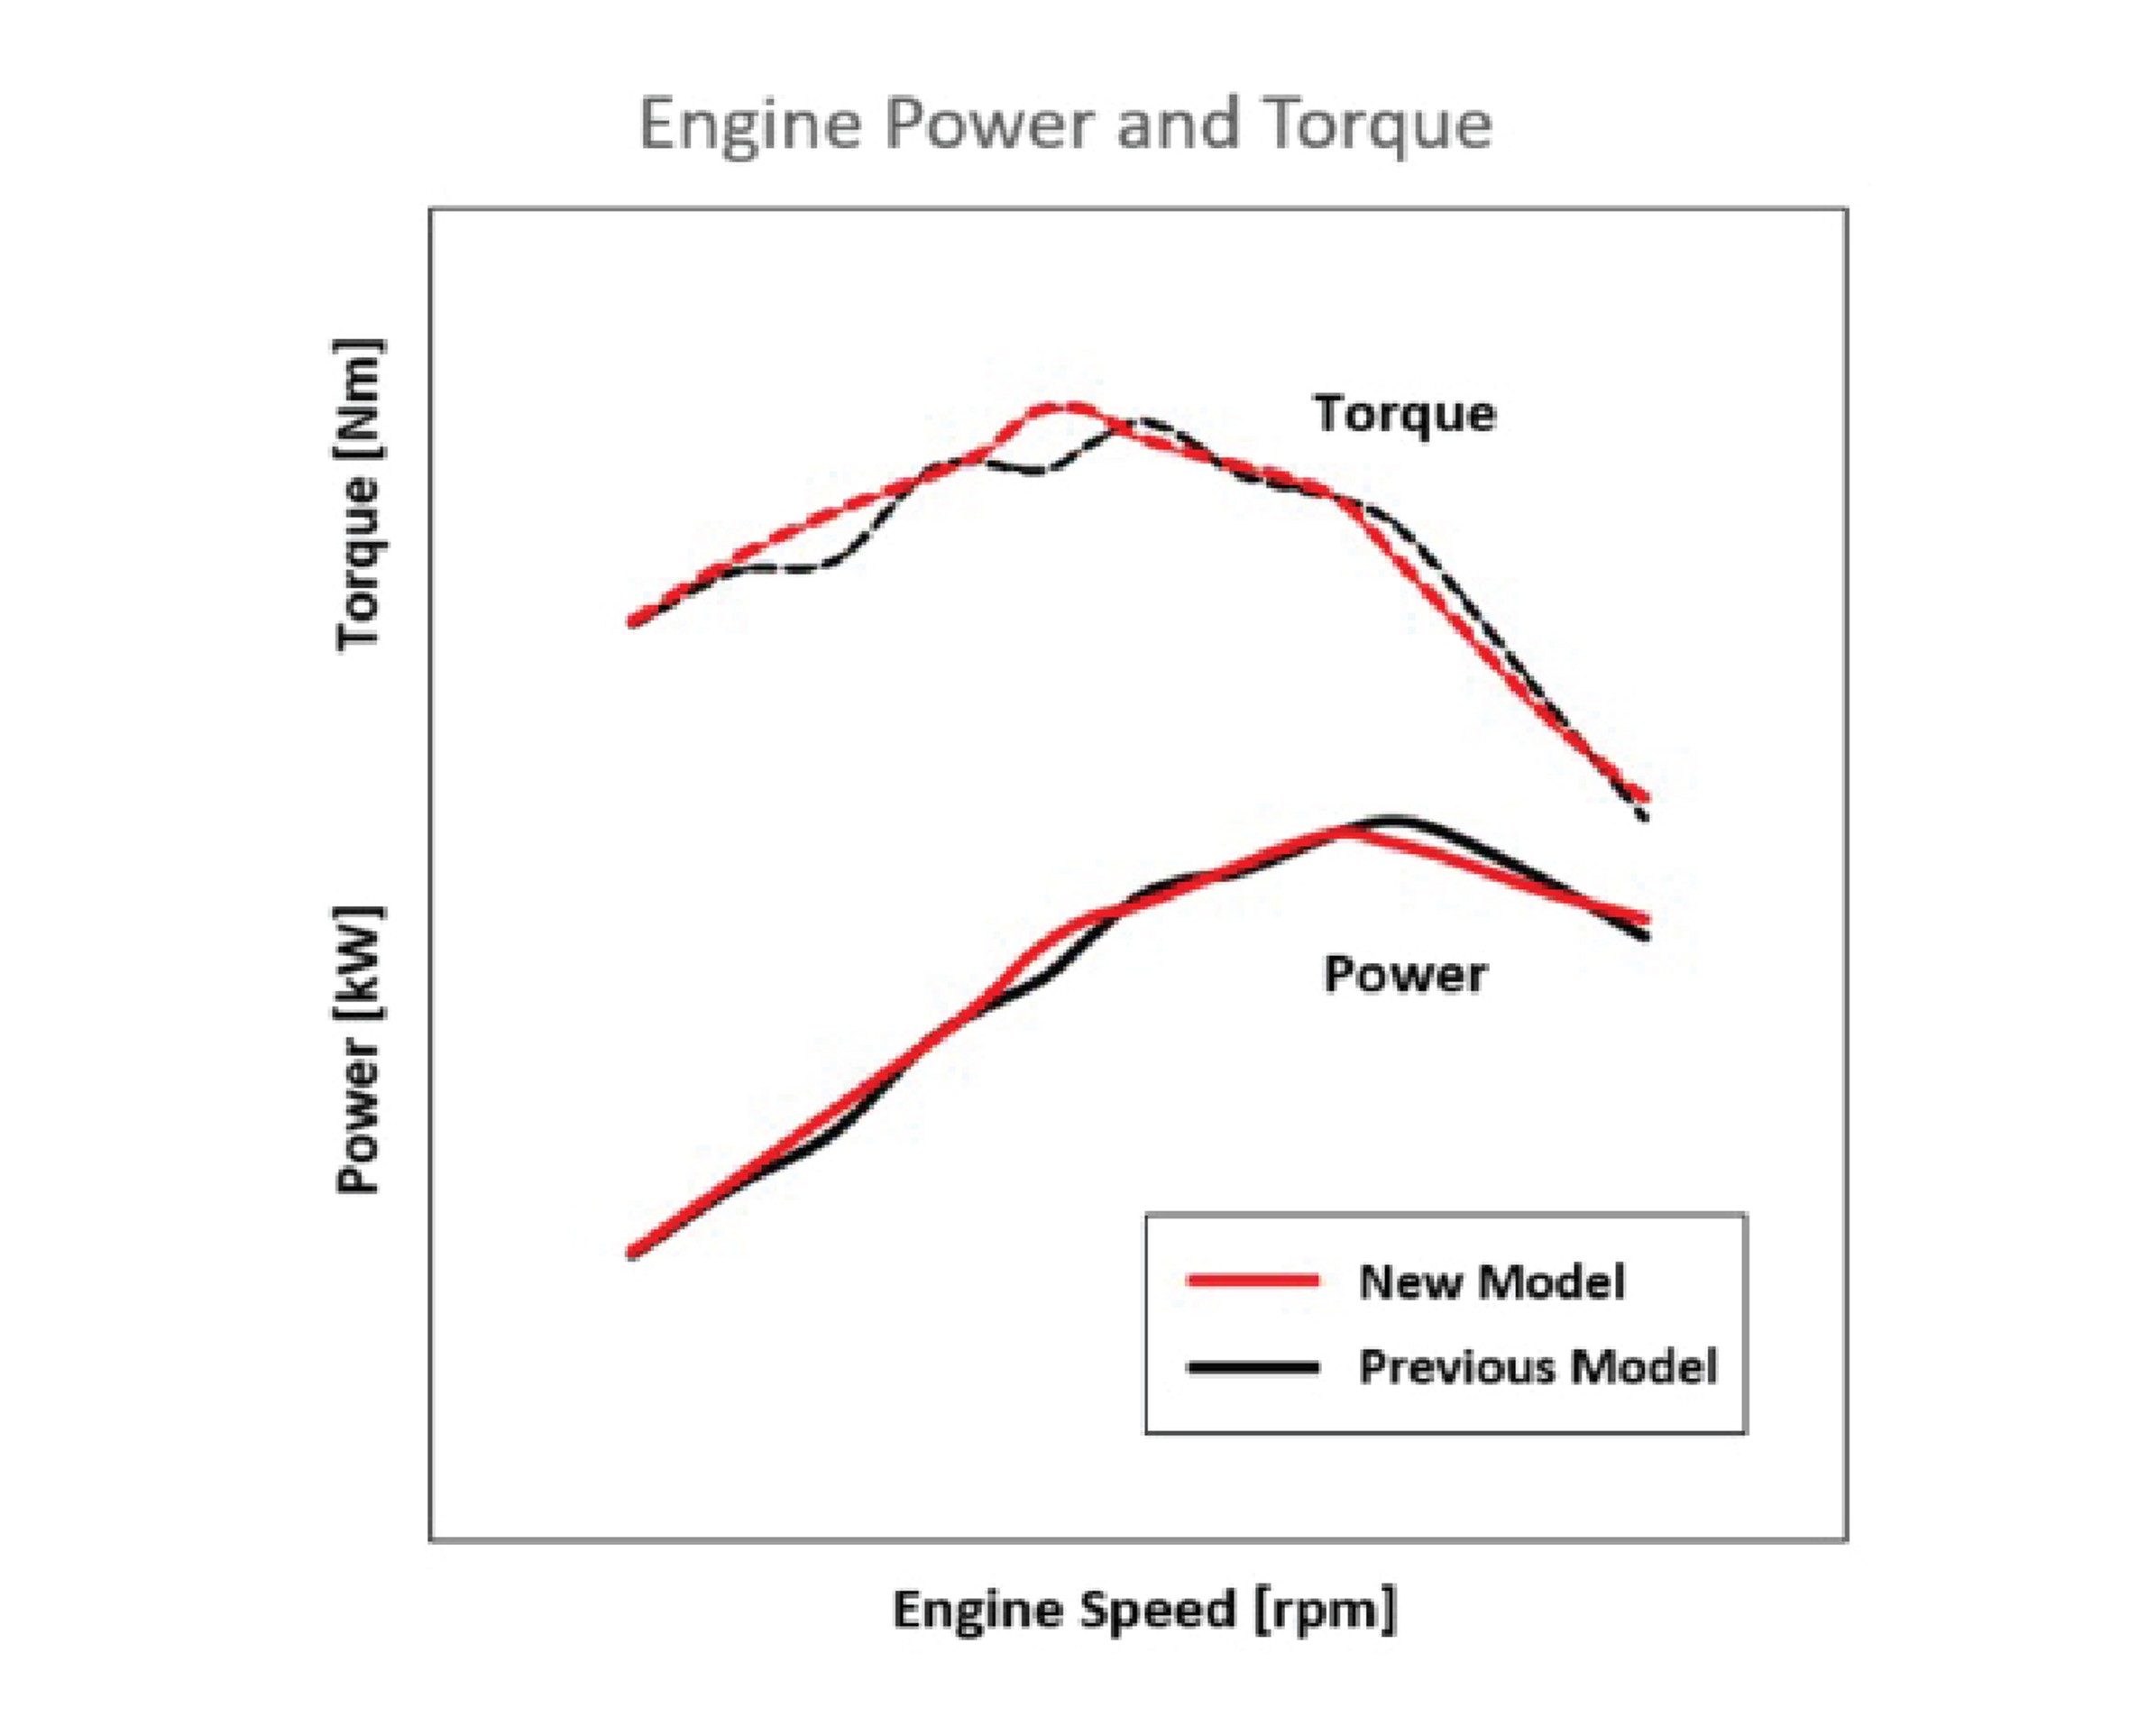 Engine Power and Torque
Torque [Nm]
Torque
Power [kW]
Power
New Model
Previous Model
Engine Speed [rpm]